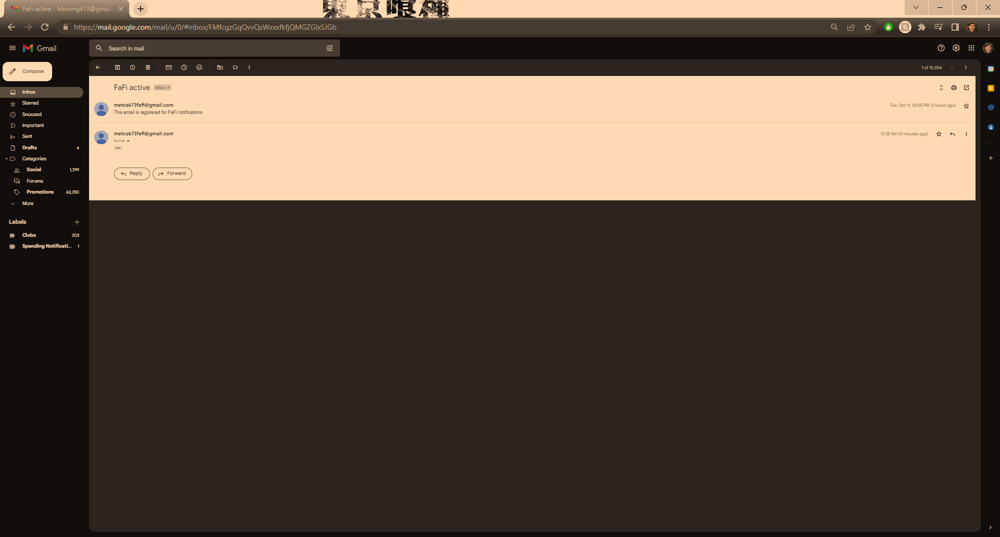 FaFi active - btruong413@gmail.
東京喰種
https://mail.google.com/mail/u/0/#inbox/FMfcgzGqQvvQsWxxxfkfjQMGZGlxSJGb
Gmail
Search in mail
Compose
1 of 15,204
Inbox
Starred
Snoozed
Important
Sent
Drafts 4
Categories
Social 1,299
Forums
Promotions 63,250
More
Labels
Clubs 203
Spending Notificati... 1
FaFi active Inbox ×
metcs673fafi@gmail.com Tue, Oct 11, 10:05 PM (2 hours ago)
This email is registered for FaFi notifications.
metcs673fafi@gmail.com 12:35 AM (0 minutes ago)
to me
Reply Forward